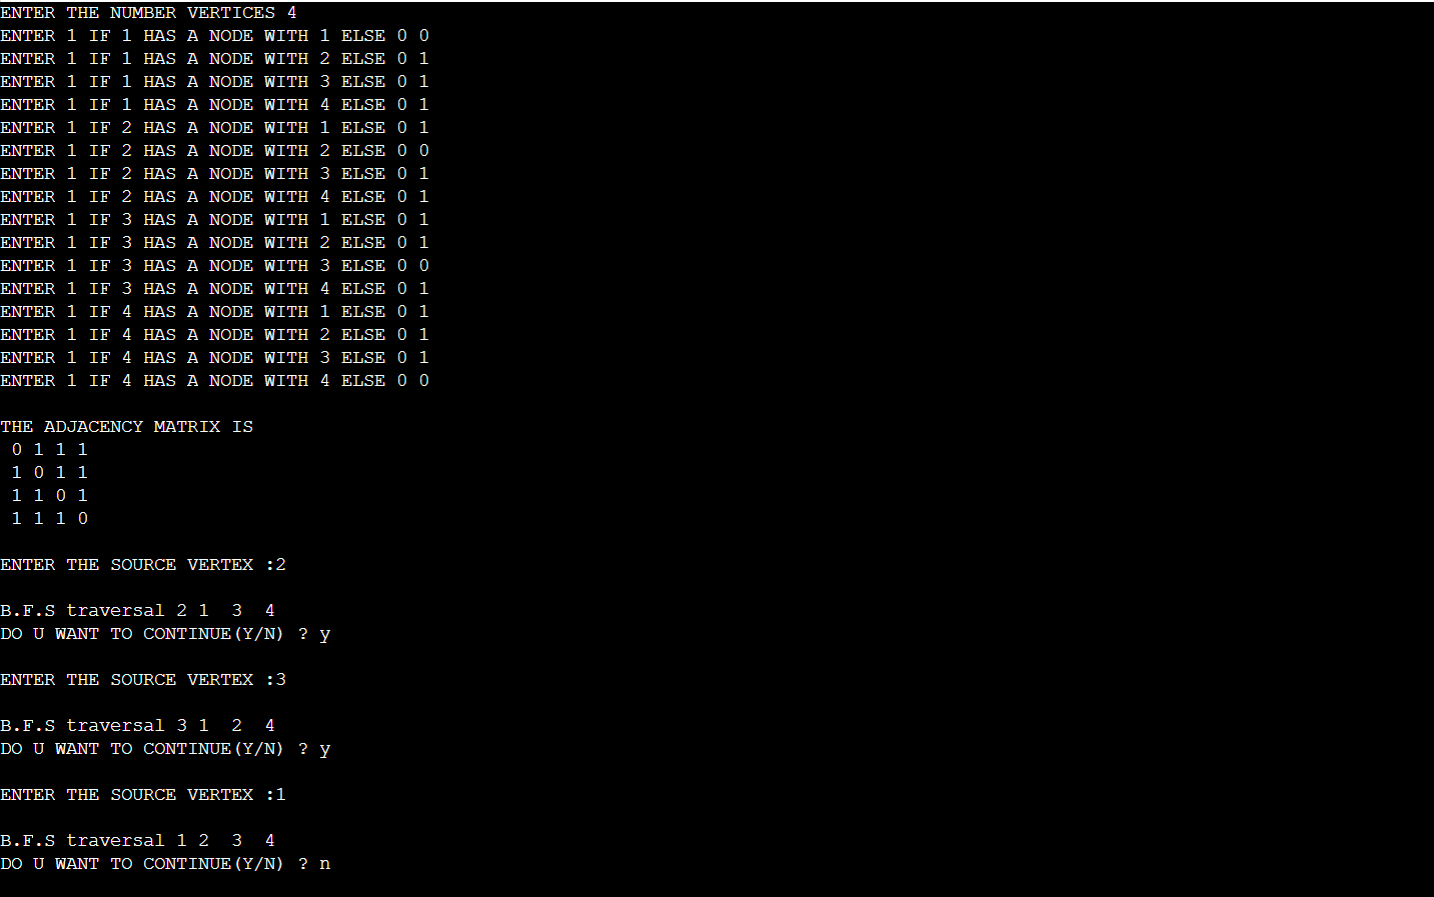 ENTER THE NUMBER VERTICES 4
ENTER 1 IF 1 HAS A NODE WITH 1 ELSE 0 0
ENTER 1 IF 1 HAS A NODE WITH 2 ELSE 0 1
ENTER 1 IF 1 HAS A NODE WITH 3 ELSE 0 1
ENTER 1 IF 1 HAS A NODE WITH 4 ELSE 0 1
ENTER 1 IF 2 HAS A NODE WITH 1 ELSE 0 1
ENTER 1 IF 2 HAS A NODE WITH 2 ELSE 0 0
ENTER 1 IF 2 HAS A NODE WITH 3 ELSE 0 1
ENTER 1 IF 2 HAS A NODE WITH 4 ELSE 0 1
ENTER 1 IF 3 HAS A NODE WITH 1 ELSE 0 1
ENTER 1 IF 3 HAS A NODE WITH 2 ELSE 0 1
ENTER 1 IF 3 HAS A NODE WITH 3 ELSE 0 0
ENTER 1 IF 3 HAS A NODE WITH 4 ELSE 0 1
ENTER 1 IF 4 HAS A NODE WITH 1 ELSE 0 1
ENTER 1 IF 4 HAS A NODE WITH 2 ELSE 0 1
ENTER 1 IF 4 HAS A NODE WITH 3 ELSE 0 1
ENTER 1 IF 4 HAS A NODE WITH 4 ELSE 0 0
THE ADJACENCY MATRIX IS
0 1 1 1
1 0 1 1
1 1 0 1
1 1 1 0
ENTER THE SOURCE VERTEX :2
B.F.S traversal 2 1  3  4
DO U WANT TO CONTINUE(Y/N) ? y
ENTER THE SOURCE VERTEX :3
B.F.S traversal 3 1  2  4
DO U WANT TO CONTINUE(Y/N) ? y
ENTER THE SOURCE VERTEX :1
B.F.S traversal 1 2  3  4
DO U WANT TO CONTINUE(Y/N) ? n